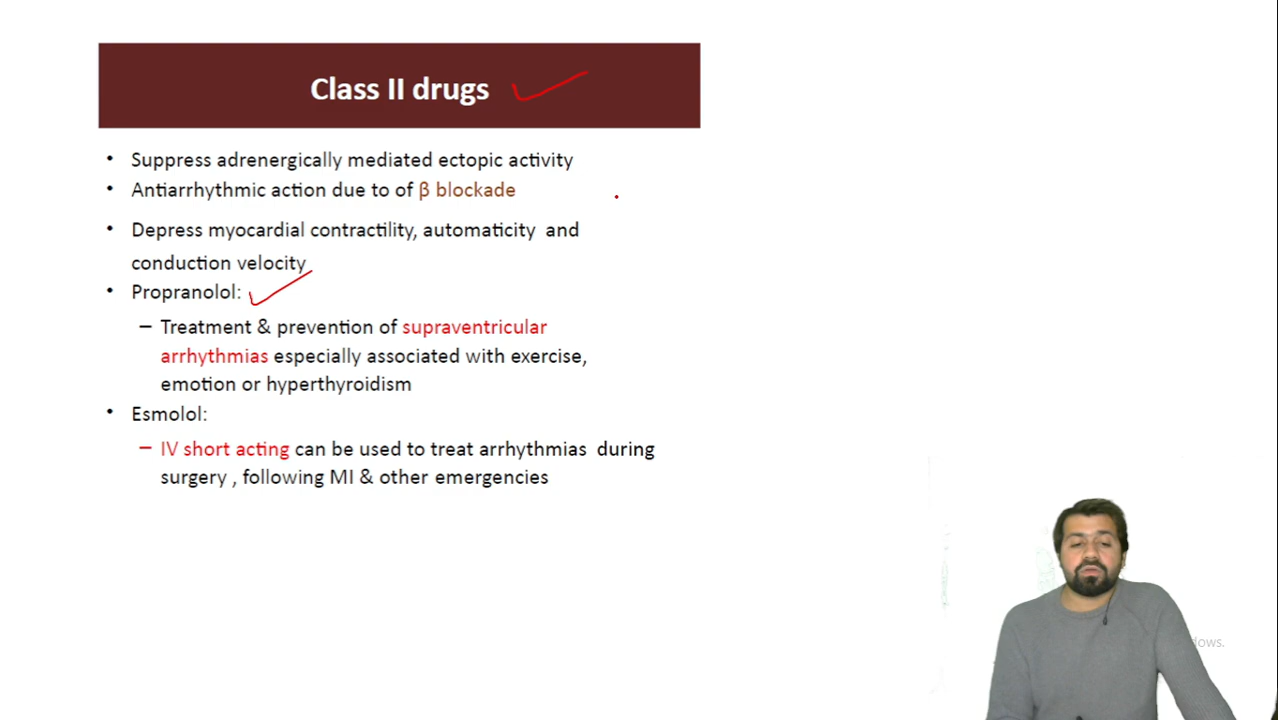 Class II drugs
• Suppress adrenergically mediated ectopic activity
• Antiarrhythmic action due to of β blockade
• Depress myocardial contractility, automaticity and
conduction velocity
• Propranolol:
– Treatment & prevention of supraventricular
arrhythmias especially associated with exercise,
emotion or hyperthyroidism
• Esmolol:
– IV short acting can be used to treat arrhythmias during
surgery , following MI & other emergencies